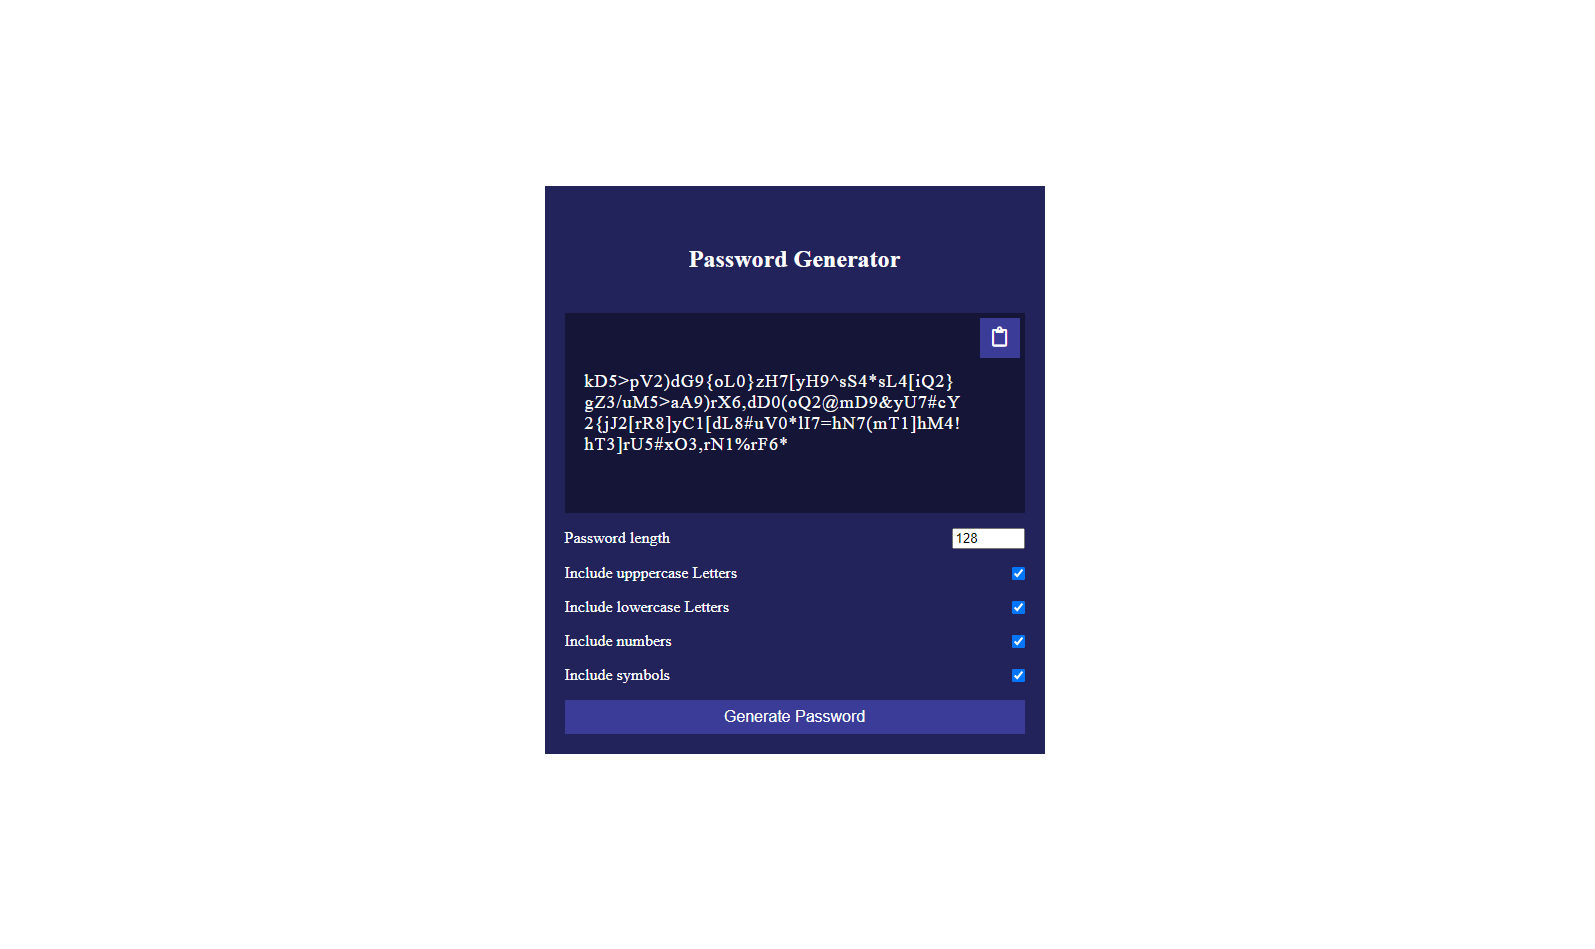 Password Generator
kD5>pV2)dG9{oL0}zH7[yH9^sS4*sL4[iQ2}
gZ3/uM5>aA9)rX6,dD0(oQ2@mD9&yU7#cY
2{jJ2[rR8]yC1[dL8#uV0*lI7=hN7(mT1]hM4!
hT3]rU5#xO3,rN1%rF6*
Password length
128
Include upppercase Letters
Include lowercase Letters
Include numbers
Include symbols
Generate Password